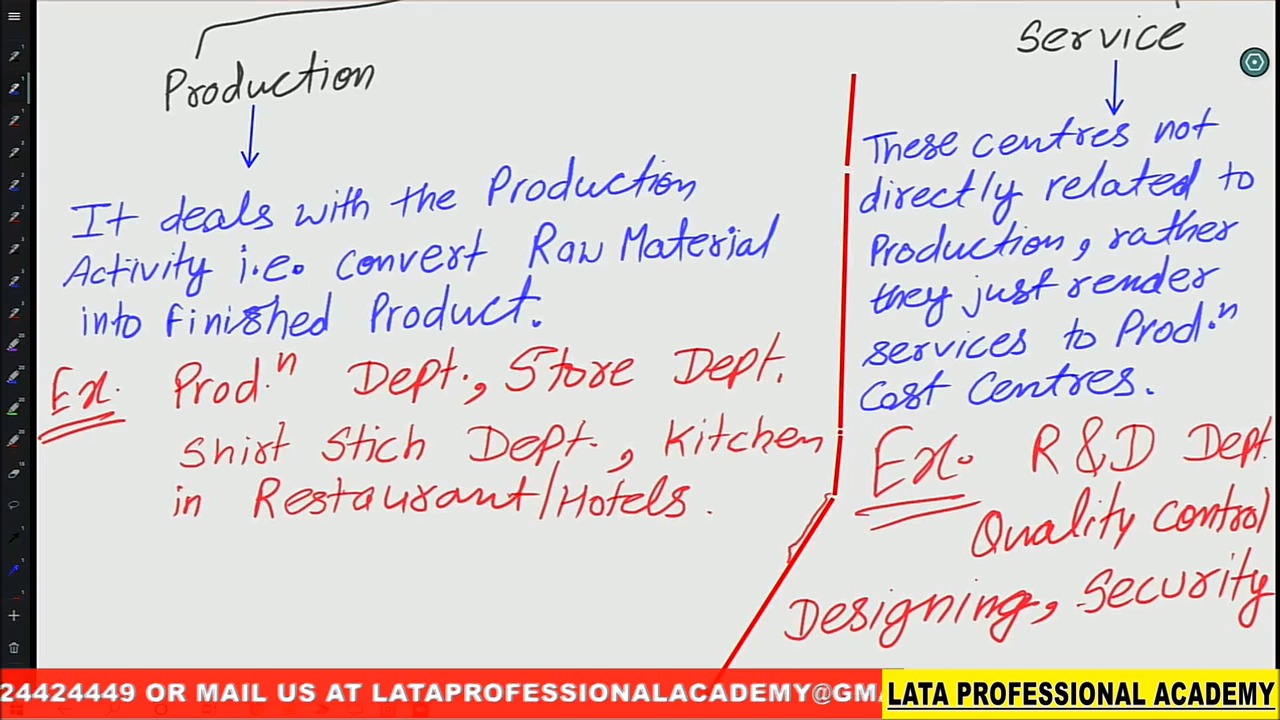 Production
It deals with the Production
Activity i.e. convert Raw Material
into Finished Product.
Ex. Prod.n Dept., Store Dept.
Shirt Stich Dept., Kitchen
in Restaurant/Hotels.
Service
These centres not
directly related to
Production, rather
they just render
services to Prod.n
Cost Centres.
Ex. R&D Dept.
Quality control
Designing, Security
24424449 OR MAIL US AT LATAPROFESSIONALACADEMY@GMA
LATA PROFESSIONAL ACADEMY